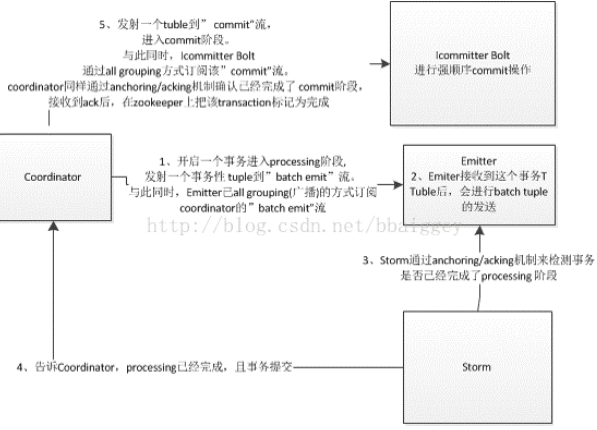 5、发射一个tuble到” commit”流，
进入commit阶段。
与此同时，Icommitter Bolt
通过all grouping方式订阅该”commit”流。
coordinator同样通过anchoring/acking机制确认已经完成了 commit阶段，
接收到ack后，在zookeeper上把该transaction标记为完成
Icommitter Bolt
进行强顺序commit操作
Coordinator
1、开启一个事务进入processing阶段,
发射一个事务性 tuple到”batch emit”流。
与此同时，Emitter已all grouping(广播)的方式订阅
coordinator的”batch emit”流
Emitter
2、Emiter接收到这个事务T
Tuble后，会进行batch tuple
的发送
http://blog.csdn.net/bbaiggey
3、Storm通过anchoring/acking机制来检测事务
是否已经完成了processing 阶段
4、告诉Coordinator，processing已经完成，且事务提交
Storm